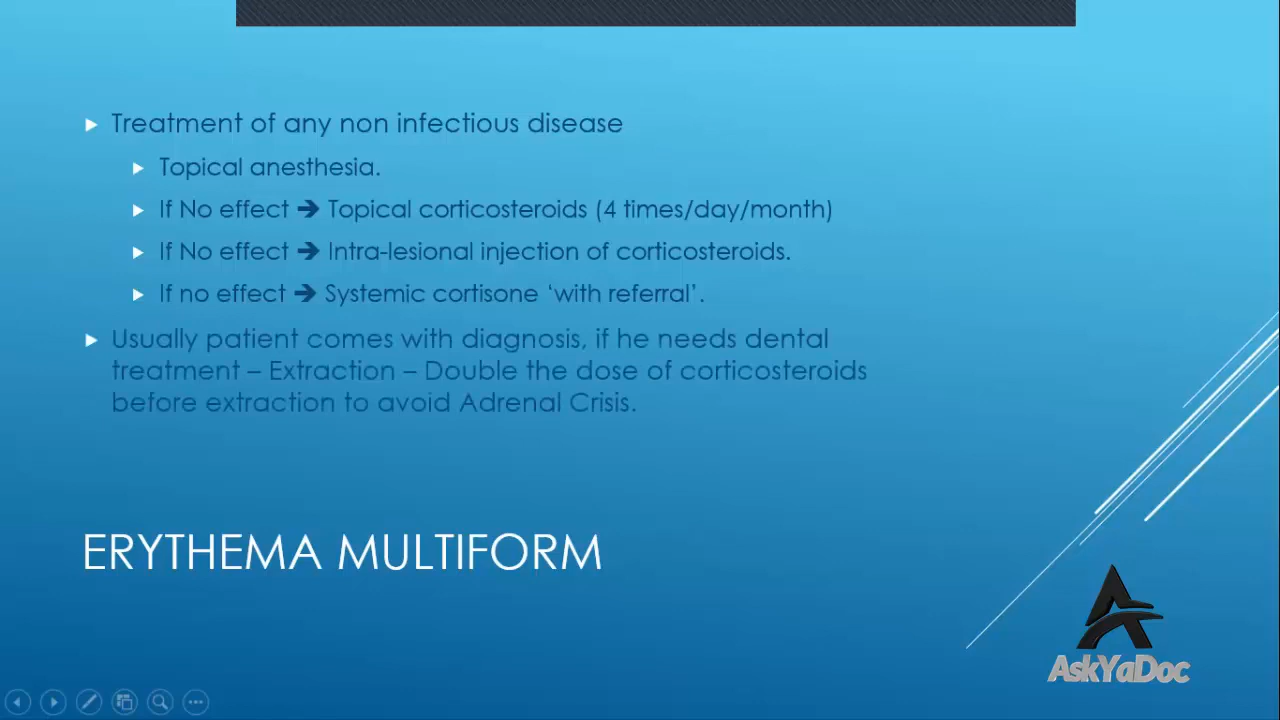 Treatment of any non infectious disease
Topical anesthesia.
If No effect ➔ Topical corticosteroids (4 times/day/month)
If No effect ➔ Intra-lesional injection of corticosteroids.
If no effect ➔ Systemic cortisone ‘with referral’.
Usually patient comes with diagnosis, if he needs dental
treatment – Extraction – Double the dose of corticosteroids
before extraction to avoid Adrenal Crisis.
ERYTHEMA MULTIFORM
AskYaDoc